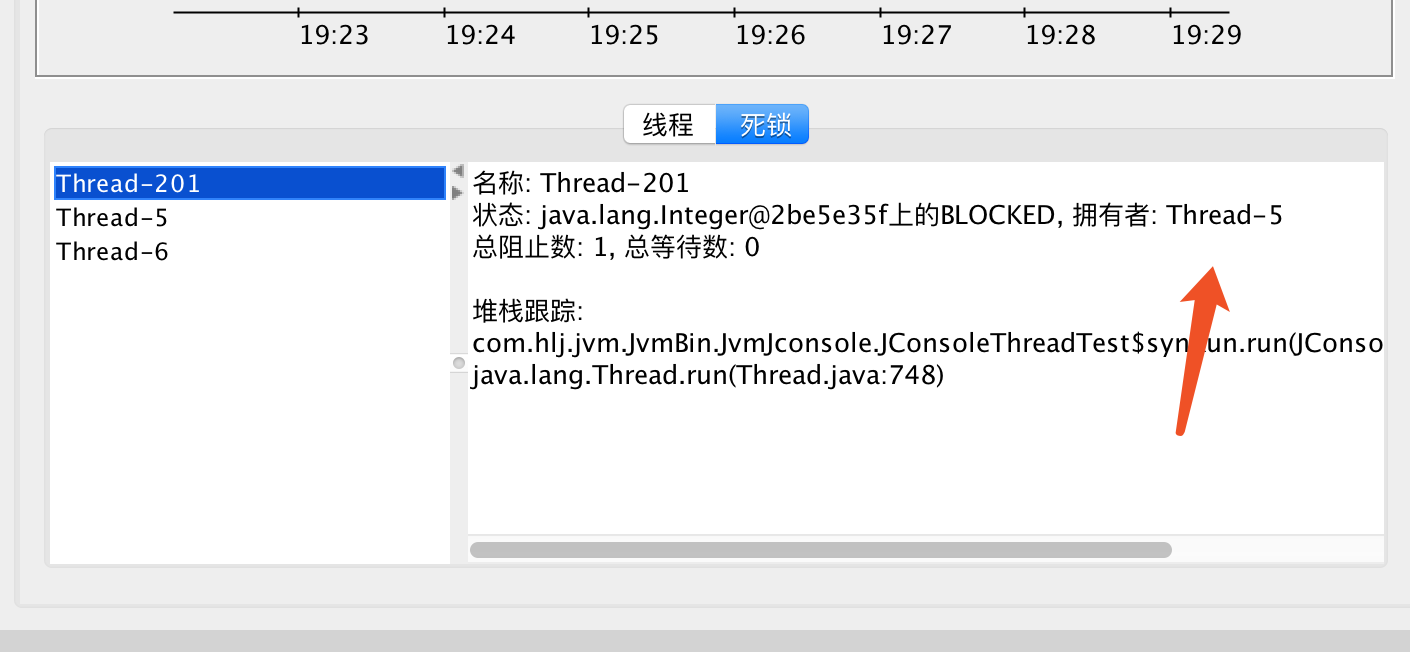 19:23 19:24 19:25 19:26 19:27 19:28 19:29
线程 死锁
Thread-201
Thread-5
Thread-6
名称: Thread-201
状态: java.lang.Integer@2be5e35f上的BLOCKED, 拥有者: Thread-5
总阻止数: 1, 总等待数: 0
堆栈跟踪:
com.hlj.jvm.JvmBin.JvmJconsole.JConsoleThreadTest$synRun.run(JConso
java.lang.Thread.run(Thread.java:748)